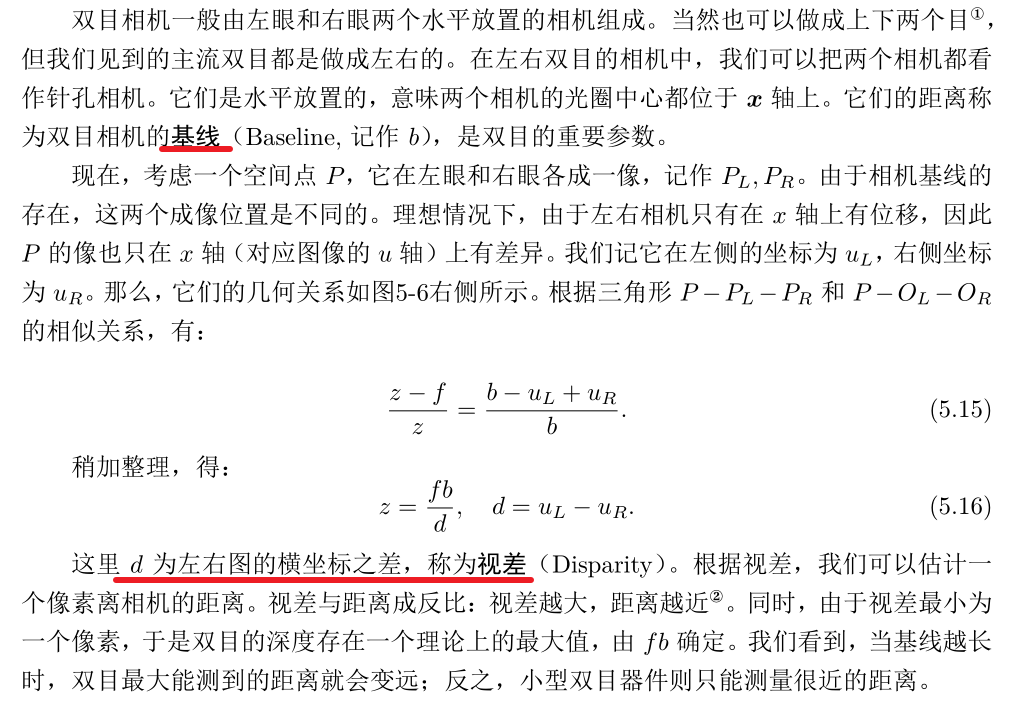 双目相机一般由左眼和右眼两个水平放置的相机组成。当然也可以做成上下两个目①，
但我们见到的主流双目都是做成左右的。在左右双目的相机中，我们可以把两个相机都看
作针孔相机。它们是水平放置的，意味两个相机的光圈中心都位于 x 轴上。它们的距离称
为双目相机的基线（Baseline, 记作 b），是双目的重要参数。
现在，考虑一个空间点 P，它在左眼和右眼各成一像，记作 P_L, P_R。由于相机基线的
存在，这两个成像位置是不同的。理想情况下，由于左右相机只有在 x 轴上有位移，因此
P 的像也只在 x 轴（对应图像的 u 轴）上有差异。我们记它在左侧的坐标为 u_L，右侧坐标
为 u_R。那么，它们的几何关系如图5-6右侧所示。根据三角形 P − P_L − P_R 和 P − O_L − O_R
的相似关系，有：
(z − f)/z = (b − u_L + u_R)/b. (5.15)
稍加整理，得：
z = fb/d, d = u_L − u_R. (5.16)
这里 d 为左右图的横坐标之差，称为视差（Disparity）。根据视差，我们可以估计一
个像素离相机的距离。视差与距离成反比：视差越大，距离越近②。同时，由于视差最小为
一个像素，于是双目的深度存在一个理论上的最大值，由 fb 确定。我们看到，当基线越长
时，双目最大能测到的距离就会变远；反之，小型双目器件则只能测量很近的距离。